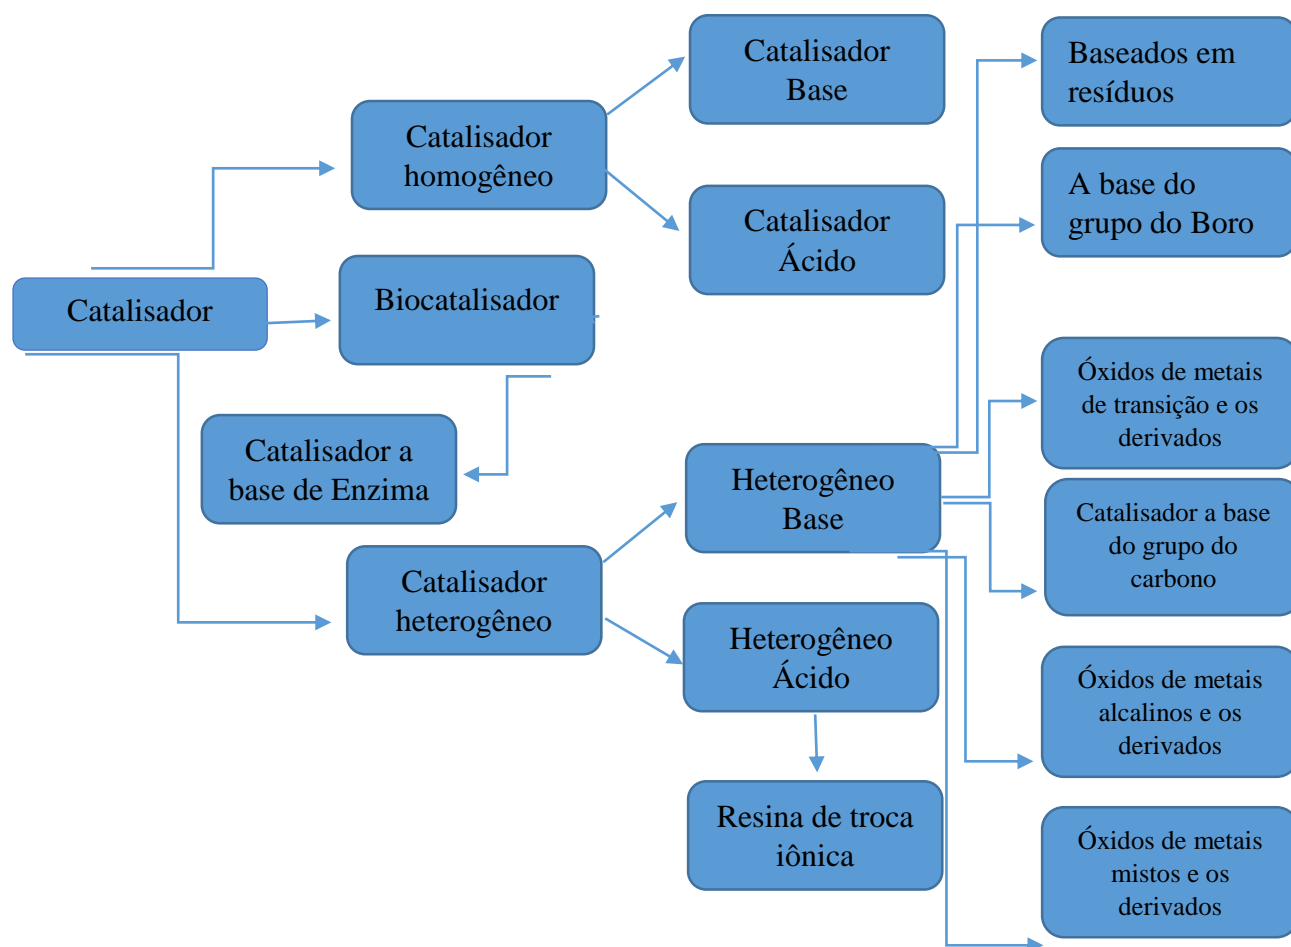 Catalisador
Catalisador
homogêneo
Catalisador
Base
Catalisador
Ácido
Biocatalisador
Catalisador a
base de Enzima
Catalisador
heterogêneo
Heterogêneo
Base
Heterogêneo
Ácido
Resina de troca
iônica
Baseados em
resíduos
A base do
grupo do Boro
Óxidos de metais
de transição e os
derivados
Catalisador a base
do grupo do
carbono
Óxidos de metais
alcalinos e os
derivados
Óxidos de metais
mistos e os
derivados